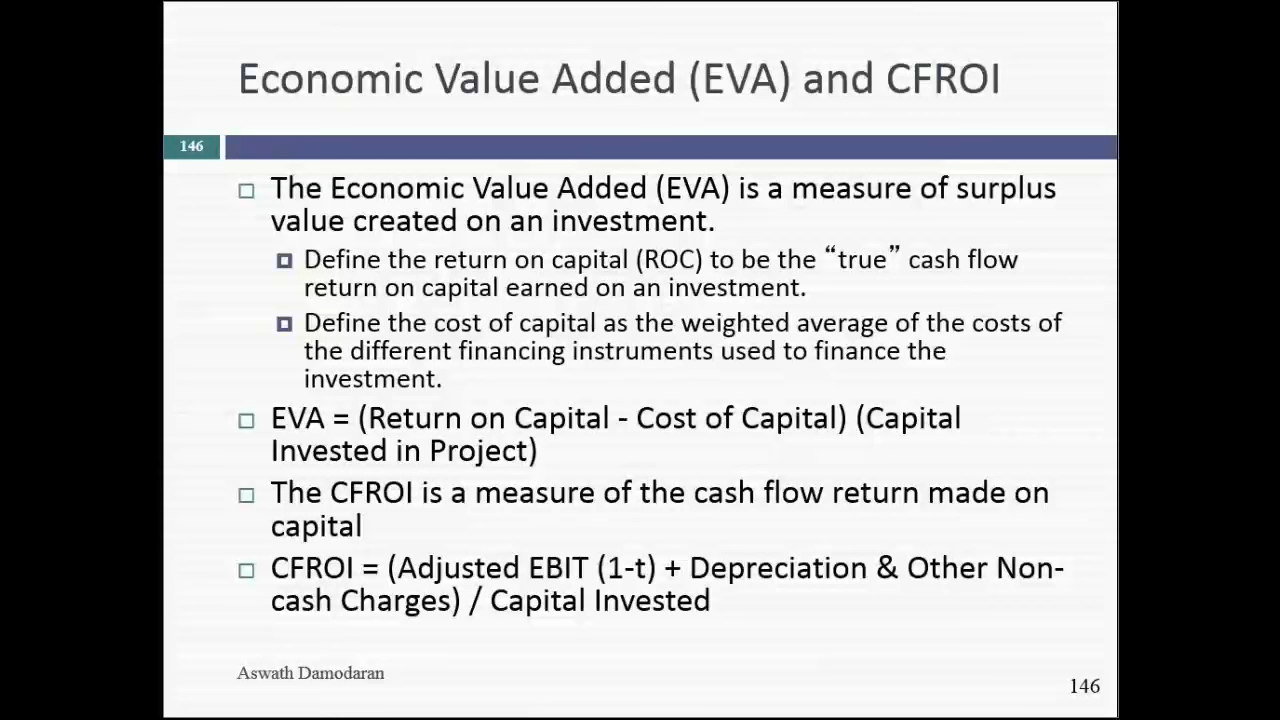 Economic Value Added (EVA) and CFROI
146
The Economic Value Added (EVA) is a measure of surplus
value created on an investment.
Define the return on capital (ROC) to be the “true” cash flow
return on capital earned on an investment.
Define the cost of capital as the weighted average of the costs of
the different financing instruments used to finance the
investment.
EVA = (Return on Capital - Cost of Capital) (Capital
Invested in Project)
The CFROI is a measure of the cash flow return made on
capital
CFROI = (Adjusted EBIT (1-t) + Depreciation & Other Non-
cash Charges) / Capital Invested
Aswath Damodaran
146